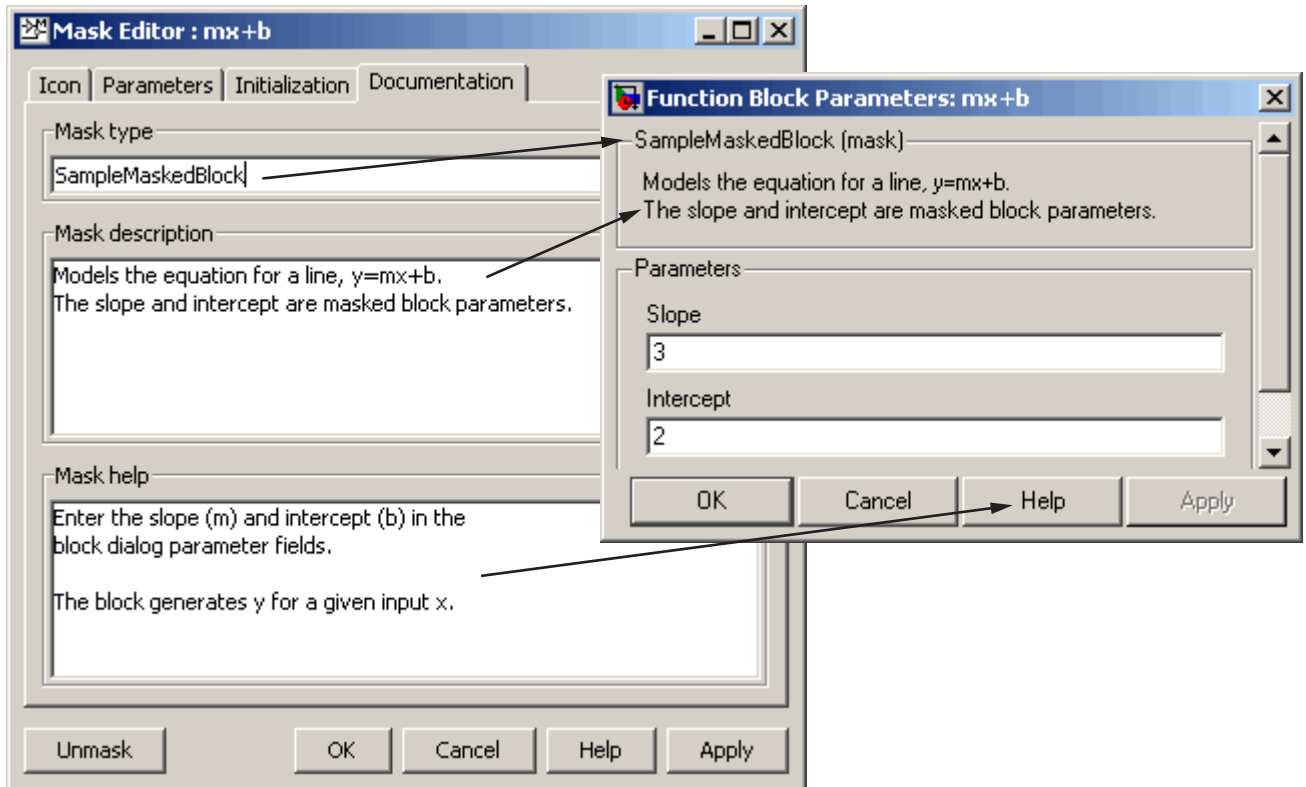 Mask Editor : mx+b
Icon Parameters Initialization Documentation
Mask type
SampleMaskedBlock
Mask description
Models the equation for a line, y=mx+b.
The slope and intercept are masked block parameters.
Mask help
Enter the slope (m) and intercept (b) in the
block dialog parameter fields.
The block generates y for a given input x.
Unmask OK Cancel Help Apply
Function Block Parameters: mx+b
SampleMaskedBlock (mask)
Models the equation for a line, y=mx+b.
The slope and intercept are masked block parameters.
Parameters
Slope
3
Intercept
2
OK Cancel Help Apply